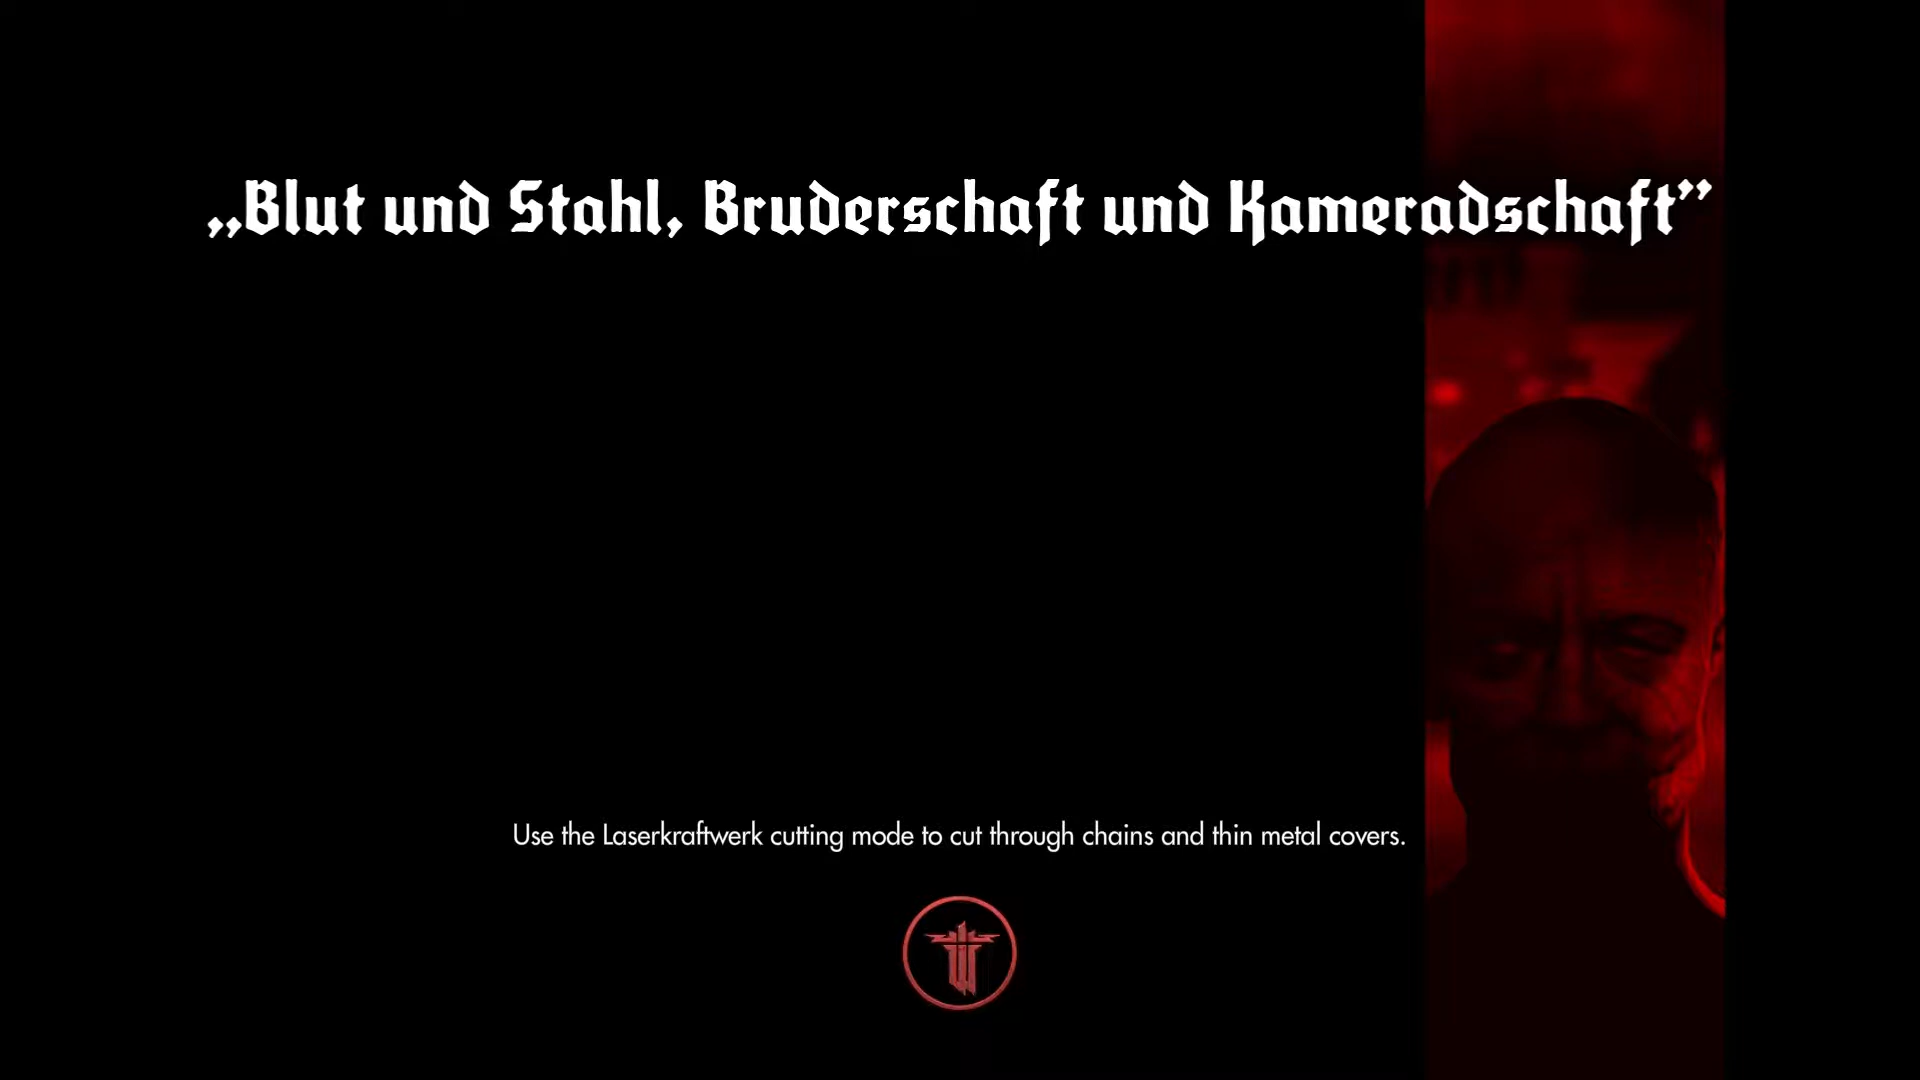 „Blut und Stahl, Bruderschaft und Kameradschaft”
Use the Laserkraftwerk cutting mode to cut through chains and thin metal covers.